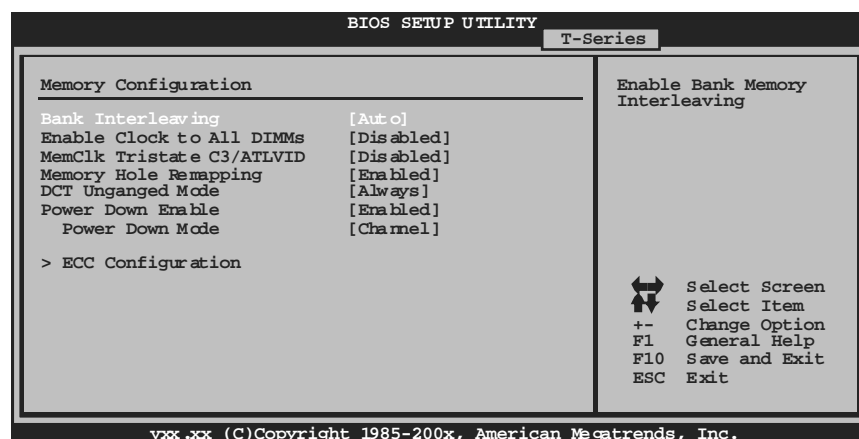 BIOS SETUP UTILITY
T-Series
Memory Configuration
Bank Interleaving [Auto]
Enable Clock to All DIMMs [Disabled]
MemClk Tristate C3/ATLVID [Disabled]
Memory Hole Remapping [Enabled]
DCT Unganged Mode [Always]
Power Down Enable [Enabled]
Power Down Mode [Channel]
> ECC Configuration
Enable Bank Memory
Interleaving
Select Screen
Select Item
+- Change Option
F1 General Help
F10 Save and Exit
ESC Exit
vxx.xx (C)Copyright 1985-200x, American Megatrends, Inc.